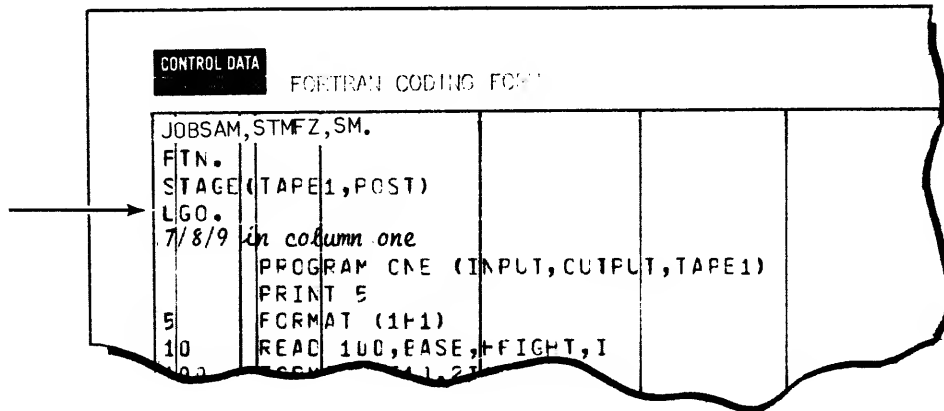 CONTROL DATA
FORTRAN CODING
JOBSAM,STMFZ,SM.
FTN.
STAGE(TAPE1,POST)
LGO.
7/8/9 in column one
PROGRAM ONE (INPUT,OUTPUT,TAPE1)
PRINT 5
5 FORMAT (1H1)
10 READ 100,BASE,HEIGHT,I